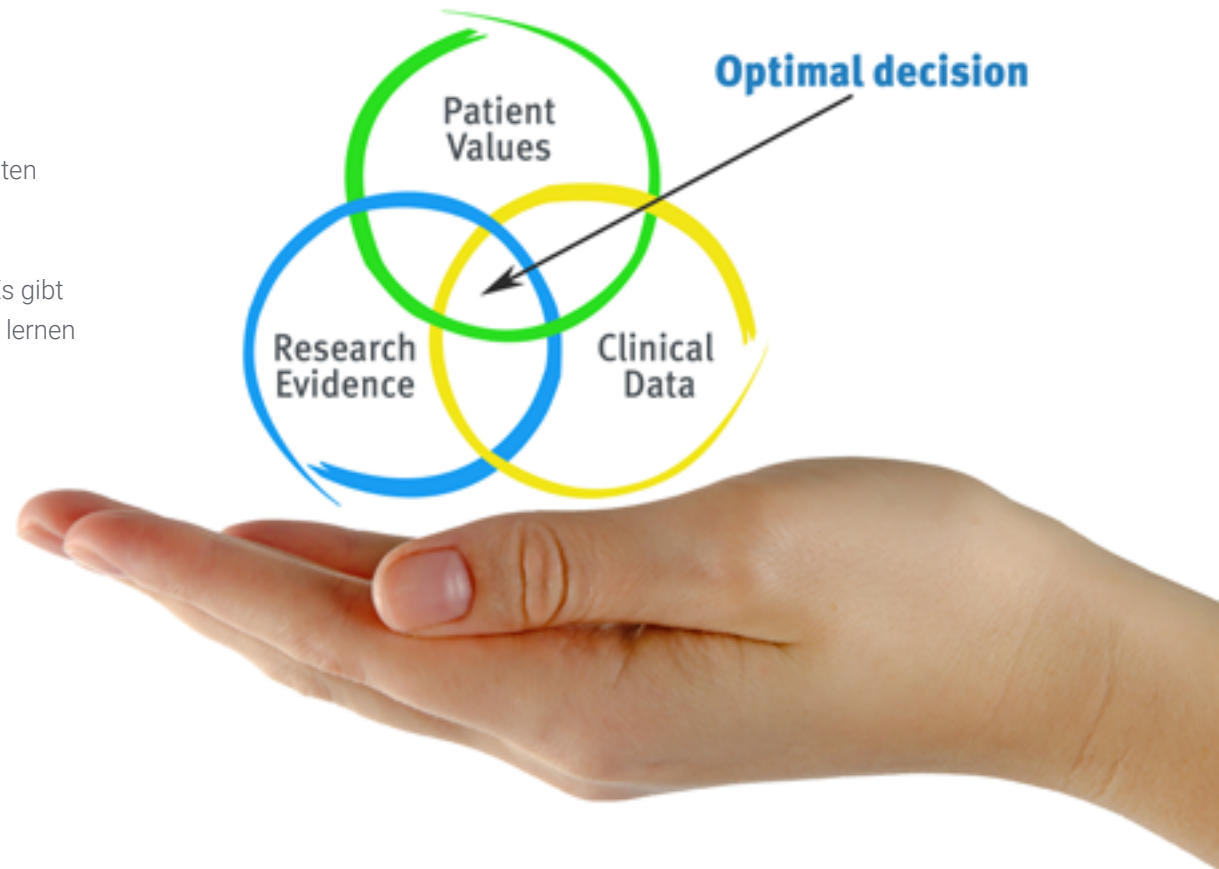 Optimal decision
Patient
Values
ten
s gibt
lernen
Research
Evidence
Clinical
Data